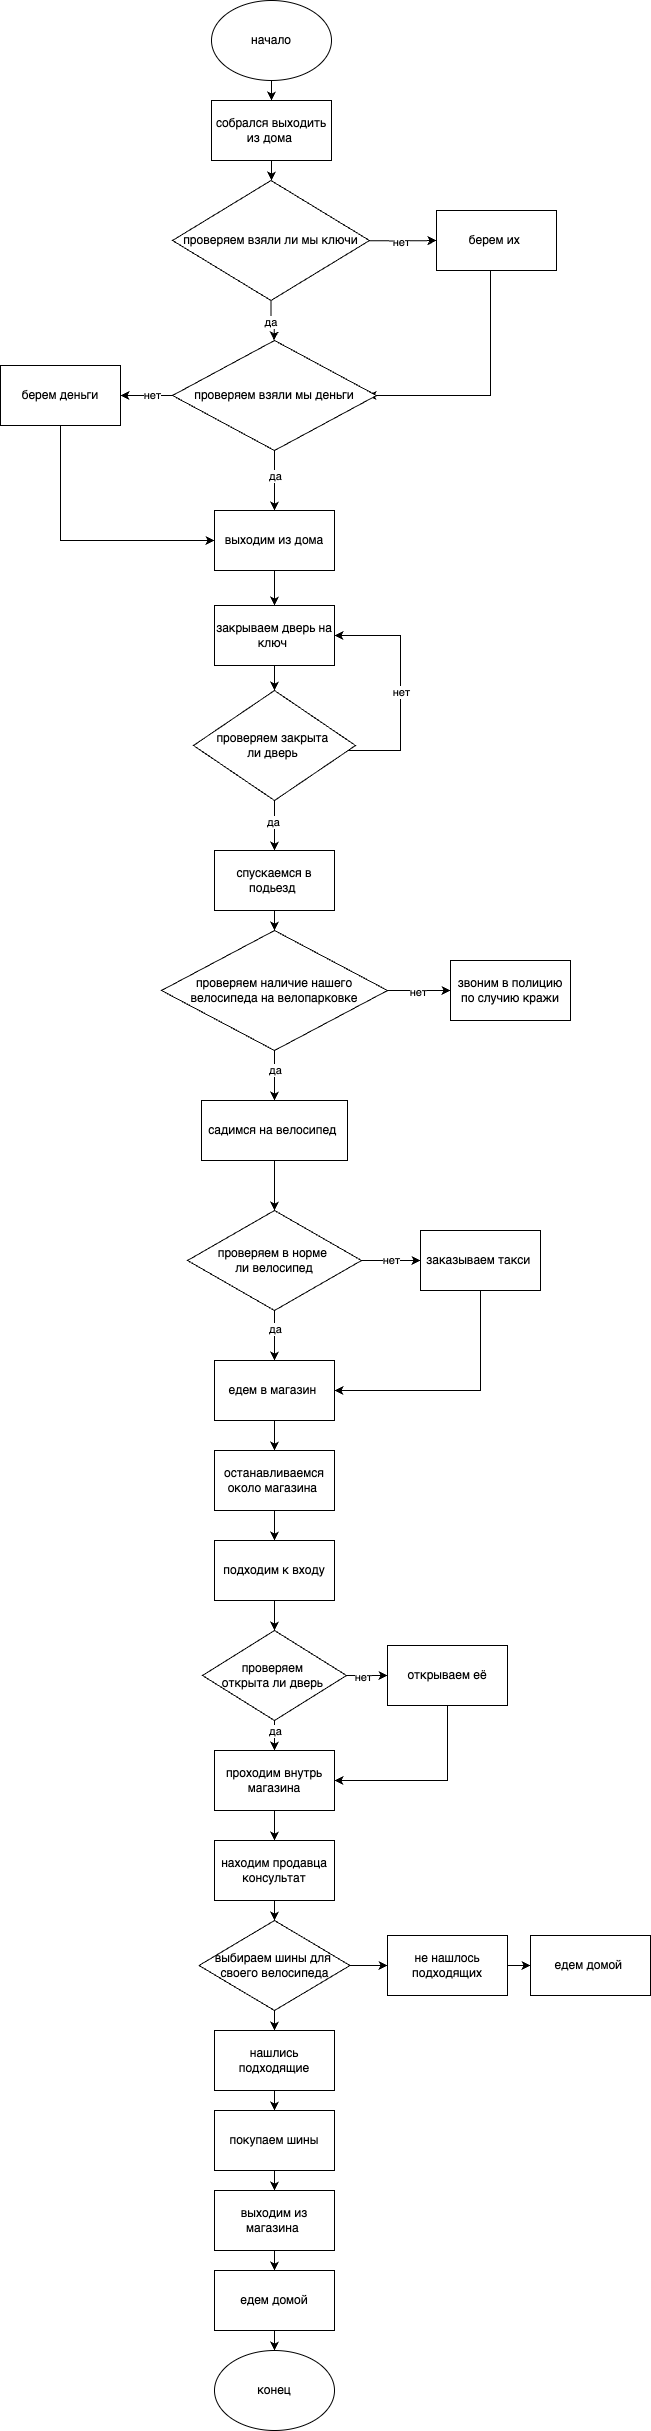 начало
собрался выходить
из дома
проверяем взяли ли мы ключи
нет
берем их
да
берем деньги
нет
проверяем взяли мы деньги
да
выходим из дома
закрываем дверь на
ключ
нет
проверяем закрыта
ли дверь
да
спускаемся в
подьезд
проверяем наличие нашего
велосипеда на велопарковке
нет
звоним в полицию
по случию кражи
да
садимся на велосипед
проверяем в норме
ли велосипед
нет
заказываем такси
да
едем в магазин
останавливаемся
около магазина
подходим к входу
проверяем
открыта ли дверь
нет
открываем её
да
проходим внутрь
магазина
находим продавца
консультат
выбираем шины для
своего велосипеда
не нашлось
подходящих
едем домой
нашлись
подходящие
покупаем шины
выходим из
магазина
едем домой
конец